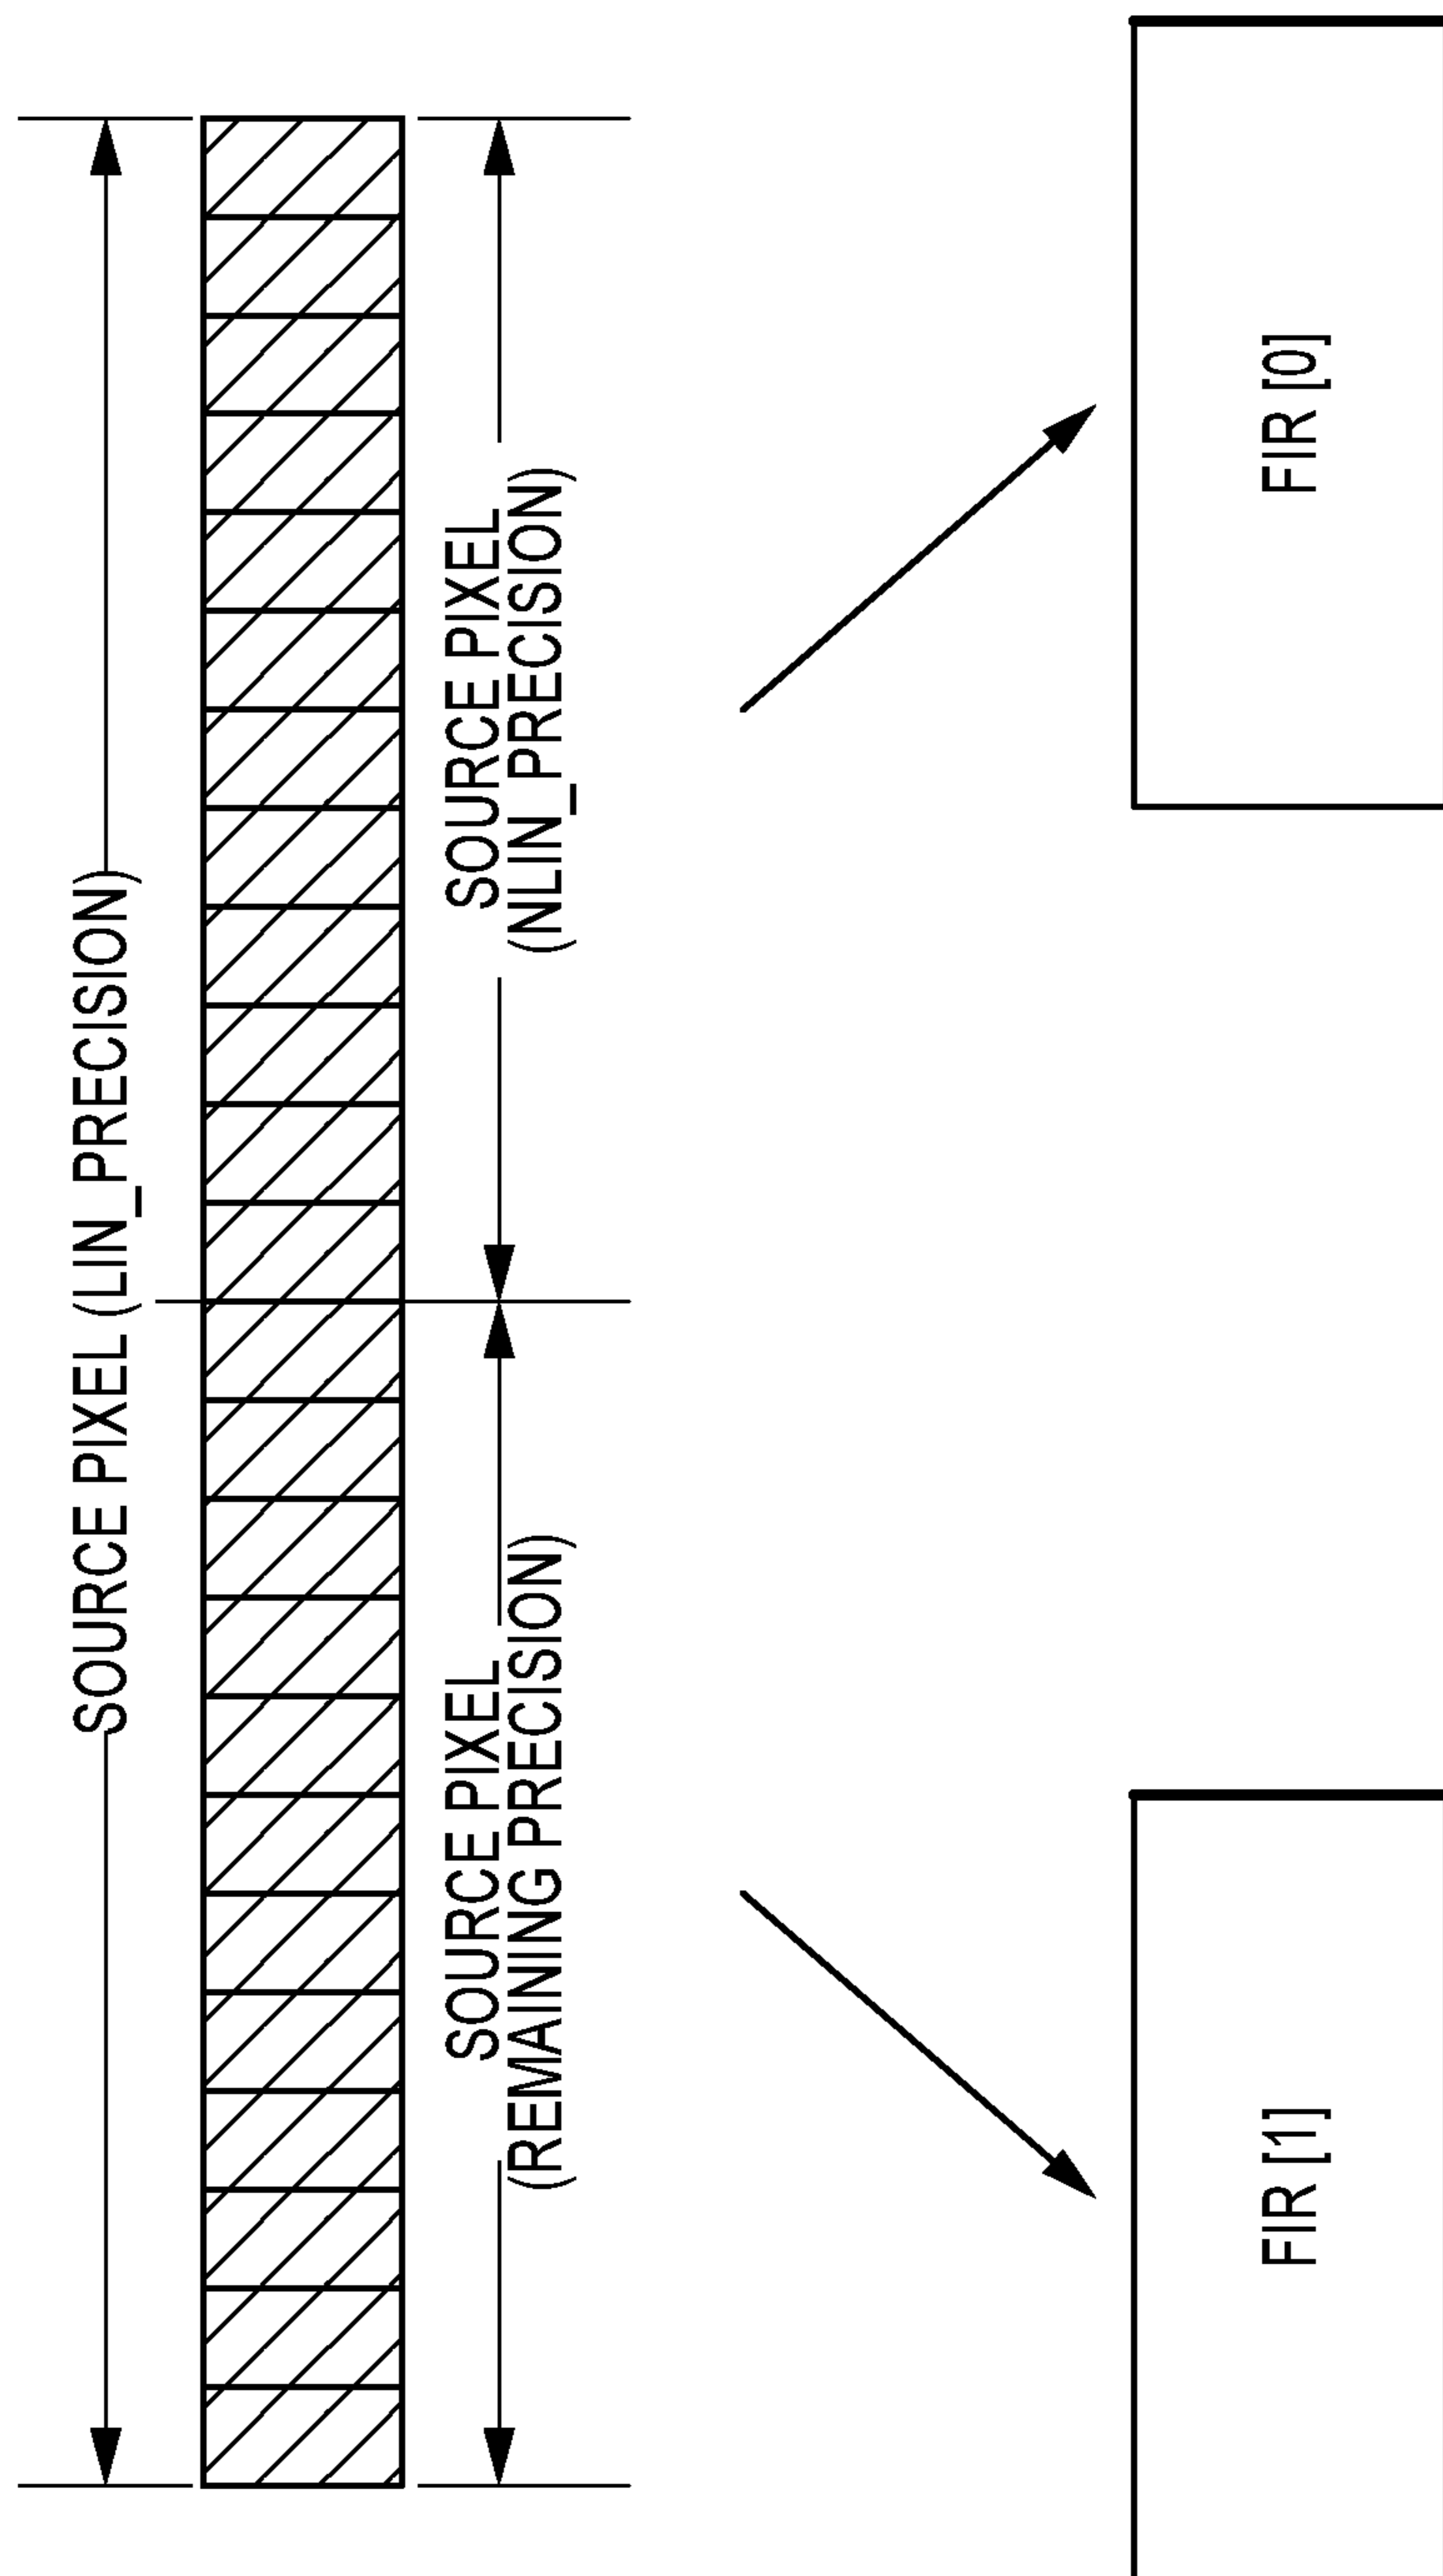 SOURCE PIXEL (LIN_PRECISION)
SOURCE PIXEL
(REMAINING PRECISION)
SOURCE PIXEL
(NLIN_PRECISION)
FIR [1]
FIR [0]